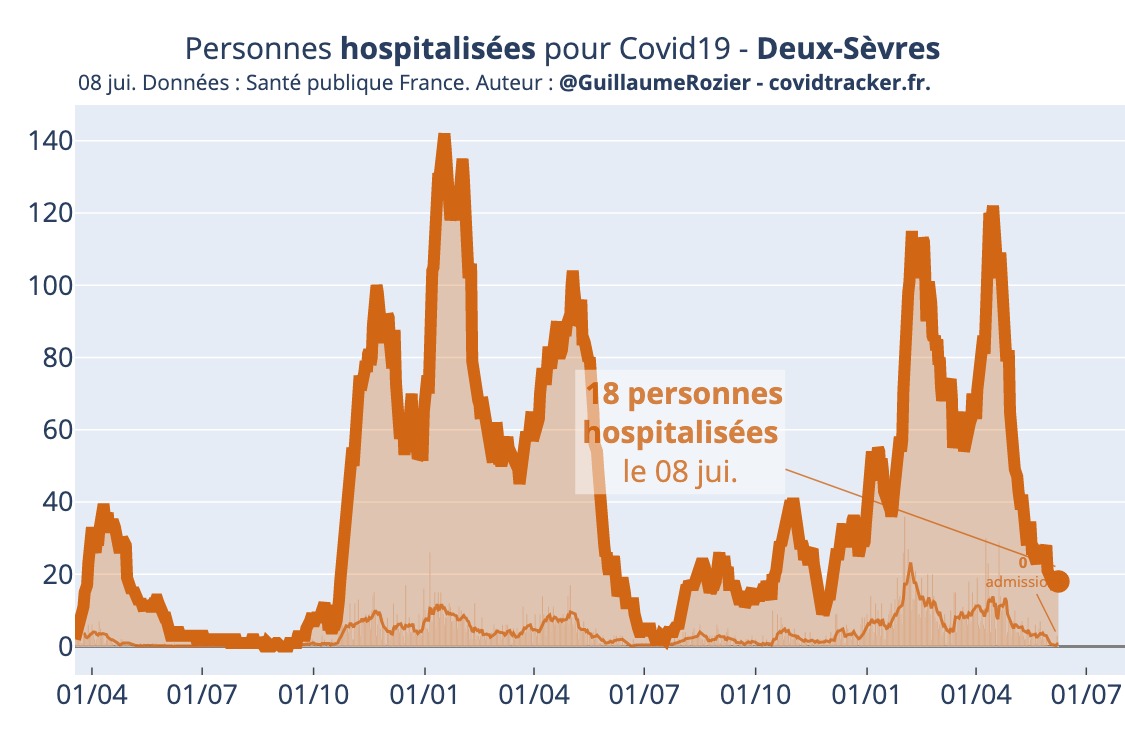 Personnes hospitalisées pour Covid19 - Deux-Sèvres
08 jui. Données : Santé publique France. Auteur : @GuillaumeRozier - covidtracker.fr.
140
120
100
80
60
40
20
0
18 personnes
hospitalisées
le 08 jui.
0
admissio
01/04 01/07 01/10 01/01 01/04 01/07 01/10 01/01 01/04 01/07